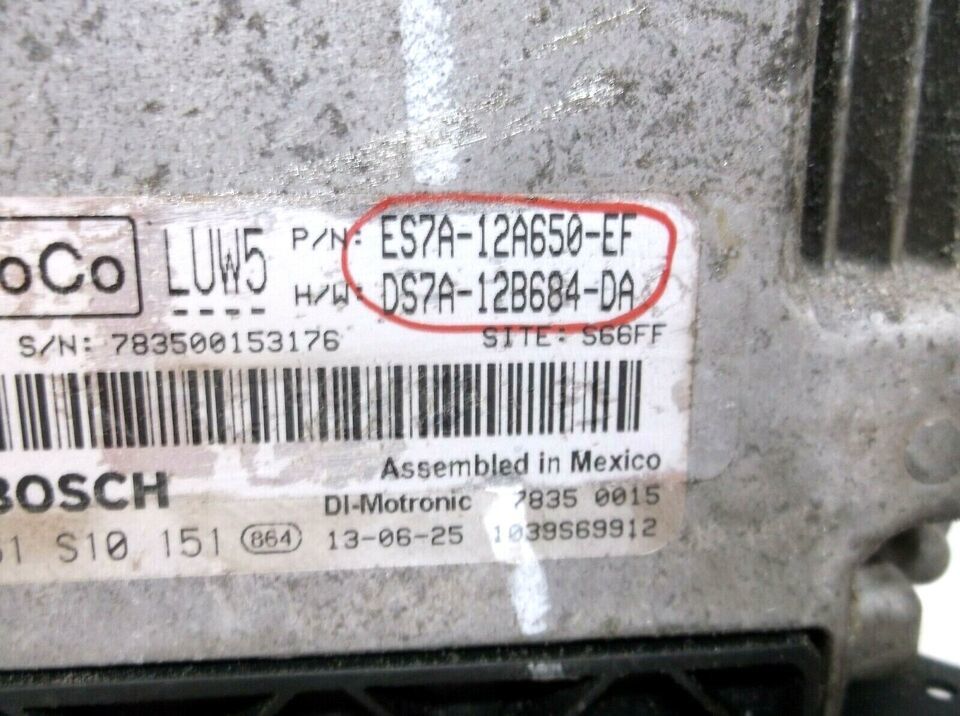 oCo LUW5 P/N: ES7A-12A650-EF
H/W: DS7A-12B684-DA
S/N: 783500153176 SITE: S66FF
BOSCH Assembled in Mexico
DI-Motronic 7835 0015
61 S10 151 864 13-06-25 1039S69912